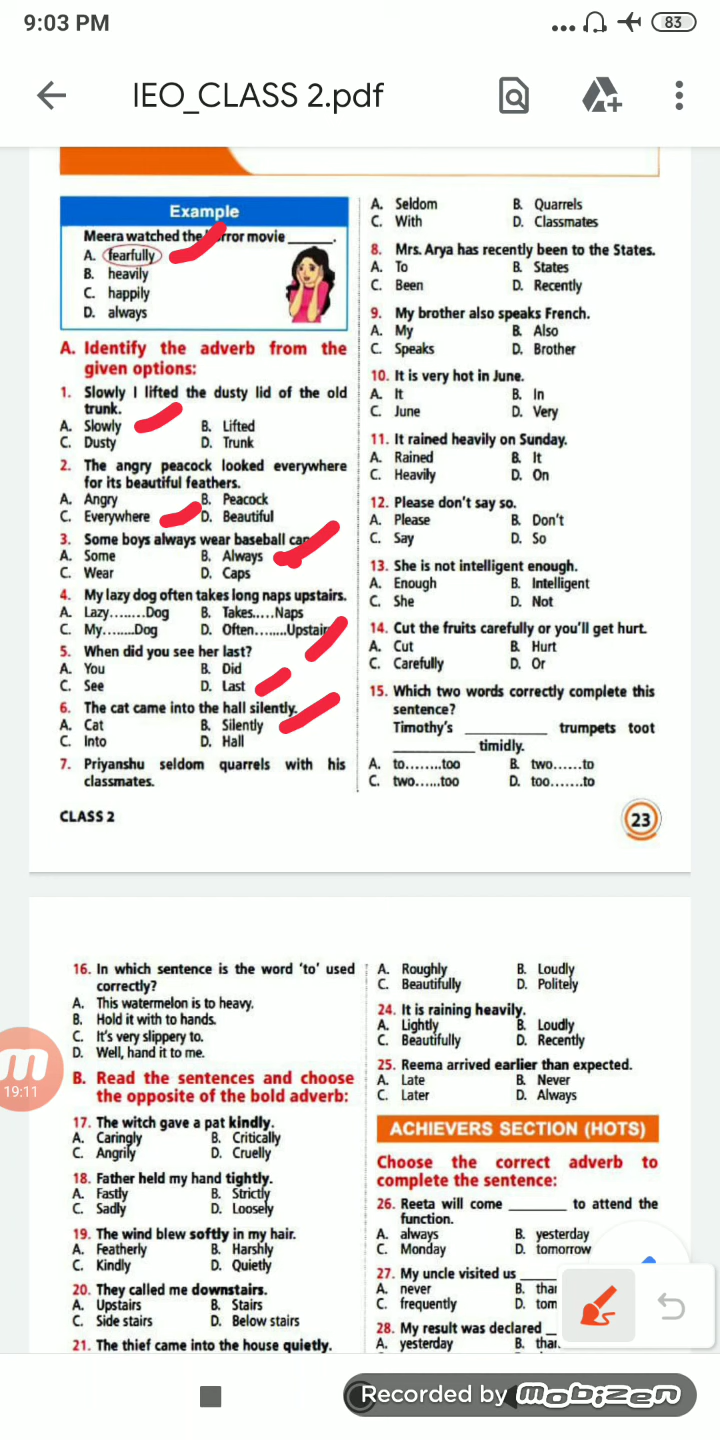 9:03 PM
83
IEO_CLASS 2.pdf
Example
Meera watched the ______.
movie
A. fearfully
B. heavily
C. happily
D. always
A. Identify the adverb from the
given options:
1. Slowly I lifted the dusty lid of the old
trunk.
A. Slowly B. Lifted
C. Dusty D. Trunk
2. The angry peacock looked everywhere
for its beautiful feathers.
A. Angry B. Peacock
C. Everywhere D. Beautiful
3. Some boys always wear baseball
A. Some B. Always
C. Wear D. Caps
4. My lazy dog often takes long naps upstairs.
A. Lazy........Dog B. Takes.....Naps
C. My.......Dog D. Often.......Upstair
5. When did you see her last?
A. You B. Did
C. See D. Last
6. The cat came into the hall silently.
A. Cat B. Silently
C. Into D. Hall
7. Priyanshu seldom quarrels with his
classmates.
A. Seldom B. Quarrels
C. With D. Classmates
8. Mrs. Arya has recently been to the States.
A. To B. States
C. Been D. Recently
9. My brother also speaks French.
A. My B. Also
C. Speaks D. Brother
10. It is very hot in June.
A. It B. In
C. June D. Very
11. It rained heavily on Sunday.
A. Rained B. It
C. Heavily D. On
12. Please don't say so.
A. Please B. Don't
C. Say D. So
13. She is not intelligent enough.
A. Enough B. Intelligent
C. She D. Not
14. Cut the fruits carefully or you'll get hurt.
A. Cut B. Hurt
C. Carefully D. Or
15. Which two words correctly complete this
sentence?
Timothy's __________ trumpets toot
__________ timidly.
A. to........too B. two......to
C. two......too D. too.......to
CLASS 2
23
16. In which sentence is the word 'to' used
correctly?
A. This watermelon is to heavy.
B. Hold it with to hands.
C. It's very slippery to.
D. Well, hand it to me.
B. Read the sentences and choose
the opposite of the bold adverb:
17. The witch gave a pat kindly.
A. Caringly B. Critically
C. Angrily D. Cruelly
18. Father held my hand tightly.
A. Fastly B. Strictly
C. Sadly D. Loosely
19. The wind blew softly in my hair.
A. Featherly B. Harshly
C. Kindly D. Quietly
20. They called me downstairs.
A. Upstairs B. Stairs
C. Side stairs D. Below stairs
21. The thief came into the house quietly.
A. Roughly B. Loudly
C. Beautifully D. Politely
24. It is raining heavily.
A. Lightly B. Loudly
C. Beautifully D. Recently
25. Reema arrived earlier than expected.
A. Late B. Never
C. Later D. Always
ACHIEVERS SECTION (HOTS)
Choose the correct adverb to
complete the sentence:
26. Reeta will come _______ to attend the
function.
A. always B. yesterday
C. Monday D. tomorrow
27. My uncle visited us
A. never B. than
C. frequently D. tom
28. My result was declared
A. yesterday B. than
19:11
Recorded by mobizen